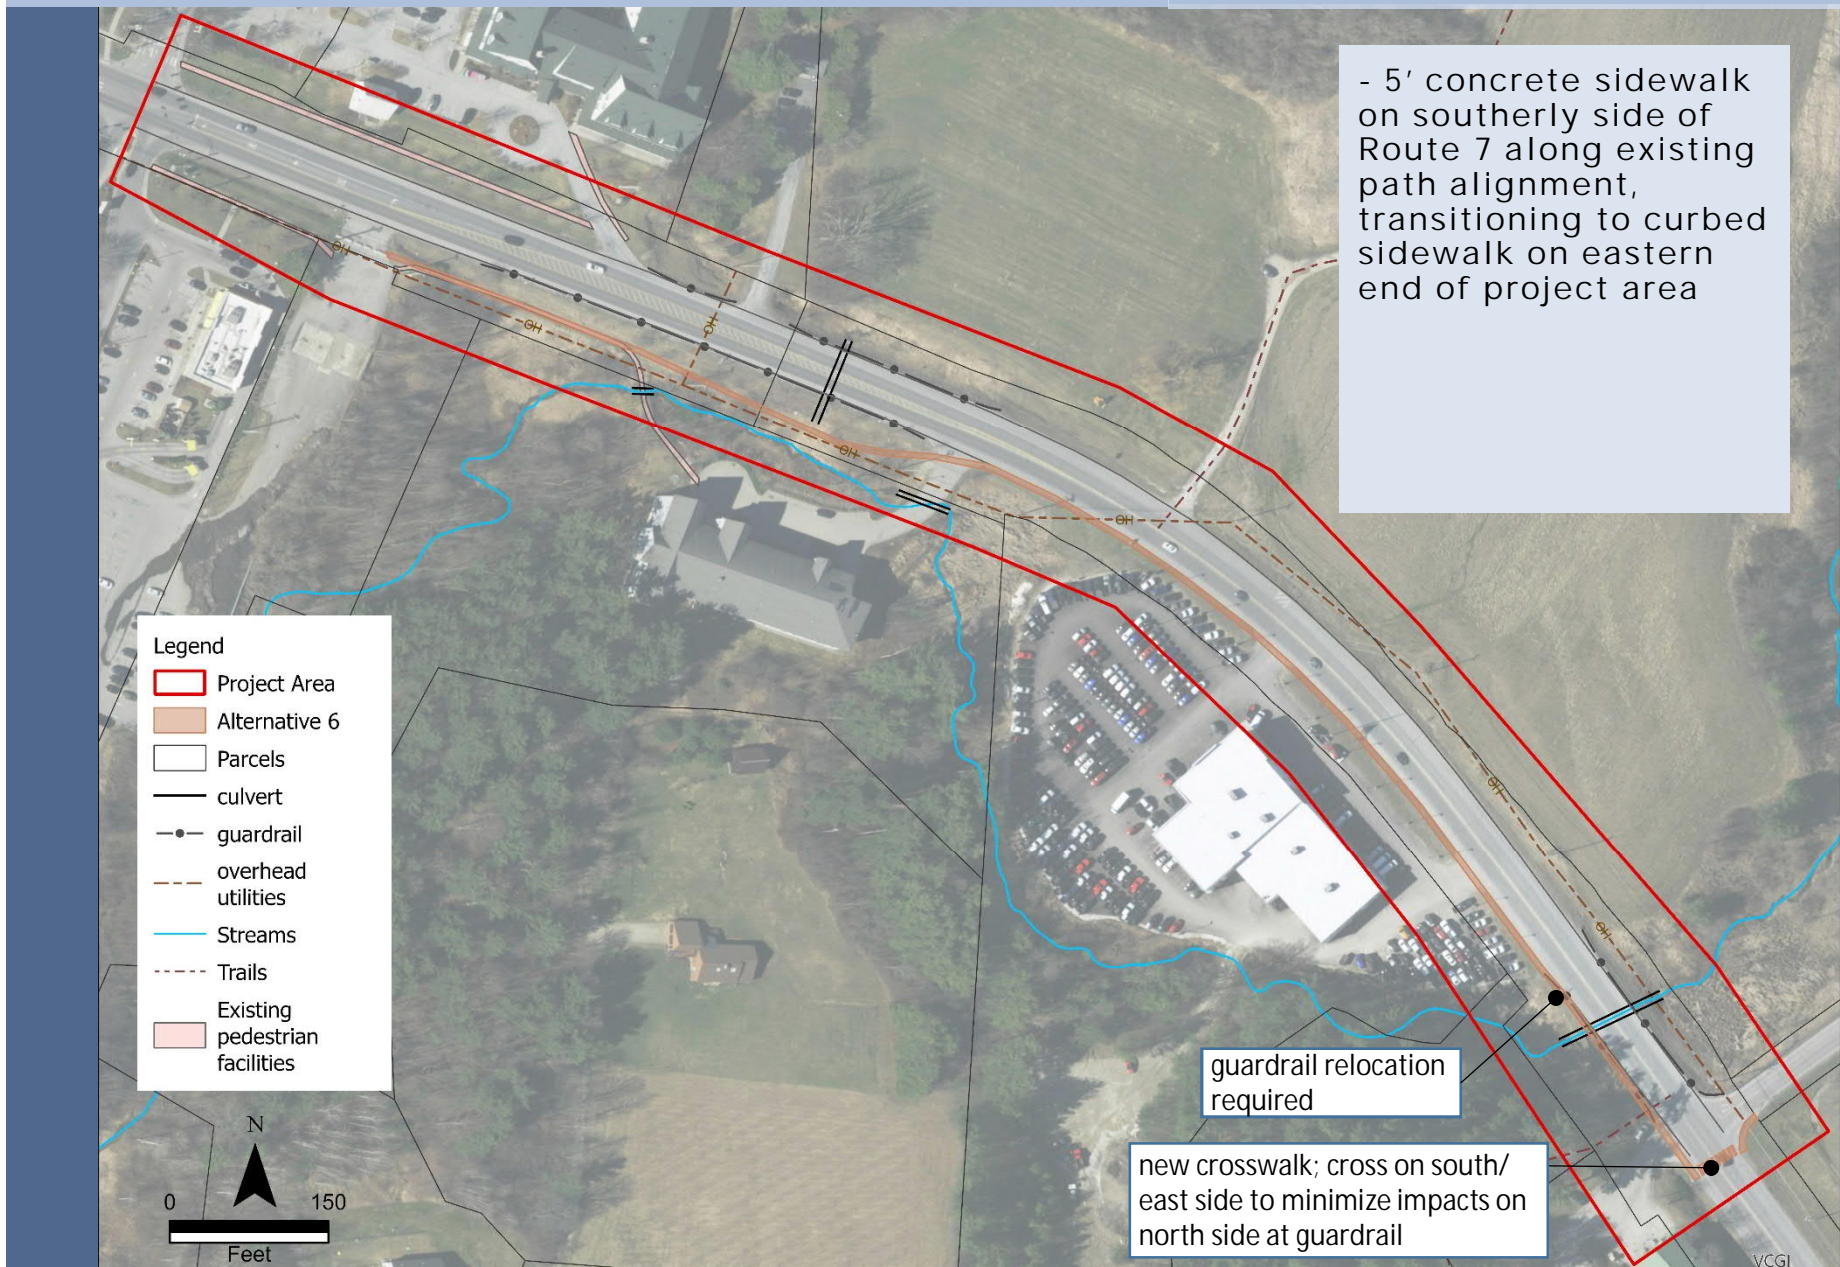 - 5' concrete sidewalk
on southerly side of
Route 7 along existing
path alignment,
transitioning to curbed
sidewalk on eastern
end of project area
OH
OH
OH
OH
OH
OH
OH
Legend
Project Area
Alternative 6
Parcels
culvert
guardrail
overhead
utilities
Streams
Trails
Existing
pedestrian
facilities
guardrail relocation
required
new crosswalk; cross on south/
east side to minimize impacts on
north side at guardrail
N
0 150
Feet
VCGI